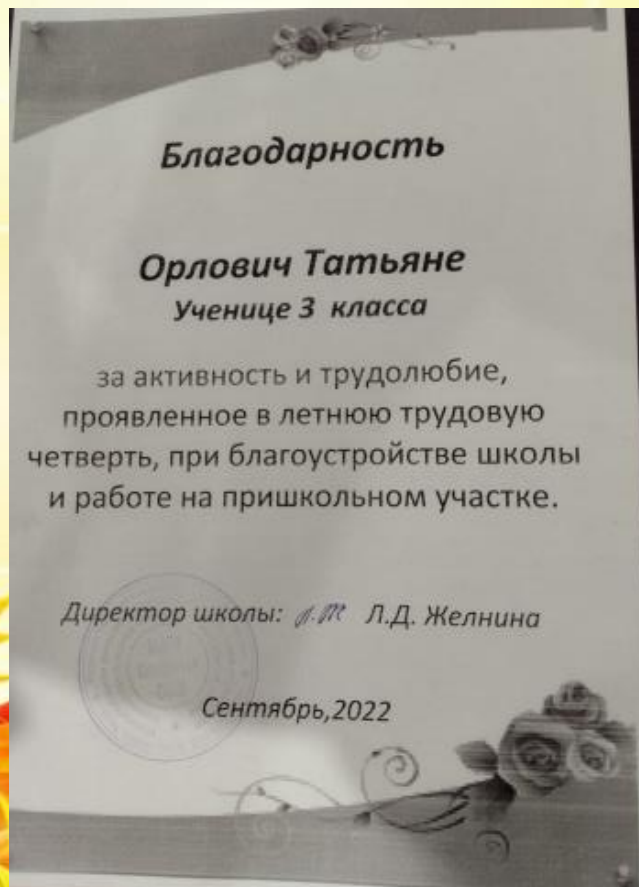 Благодарность
Орлович Татьяне
Ученице 3 класса
за активность и трудолюбие,
проявленное в летнюю трудовую
четверть, при благоустройстве школы
и работе на пришкольном участке.
Директор школы: Л.Д. Желнина
Сентябрь,2022